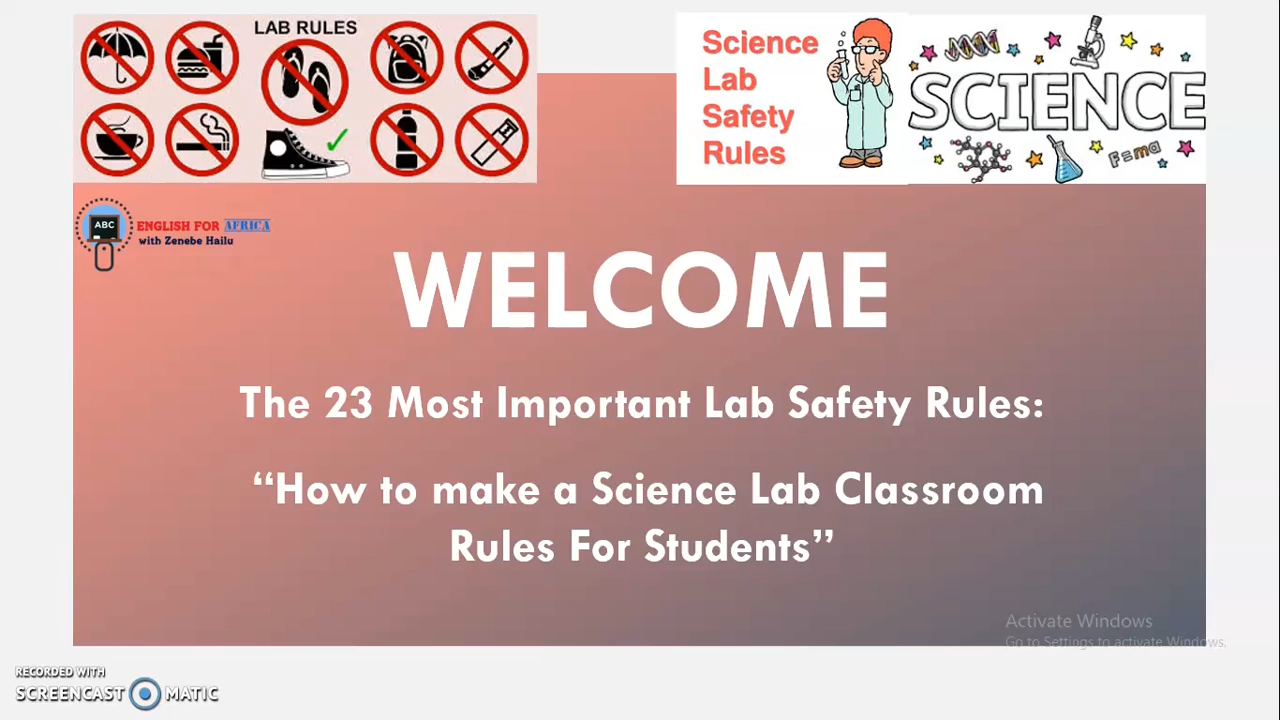 LAB RULES
Science
Lab
Safety
Rules
SCIENCE
ABC
ENGLISH FOR AFRICA
with Zenebe Hailu
WELCOME
The 23 Most Important Lab Safety Rules:
“How to make a Science Lab Classroom
Rules For Students”
Activate Windows
Go to Settings to activate Windows.
RECORDED WITH
SCREENCAST MATIC